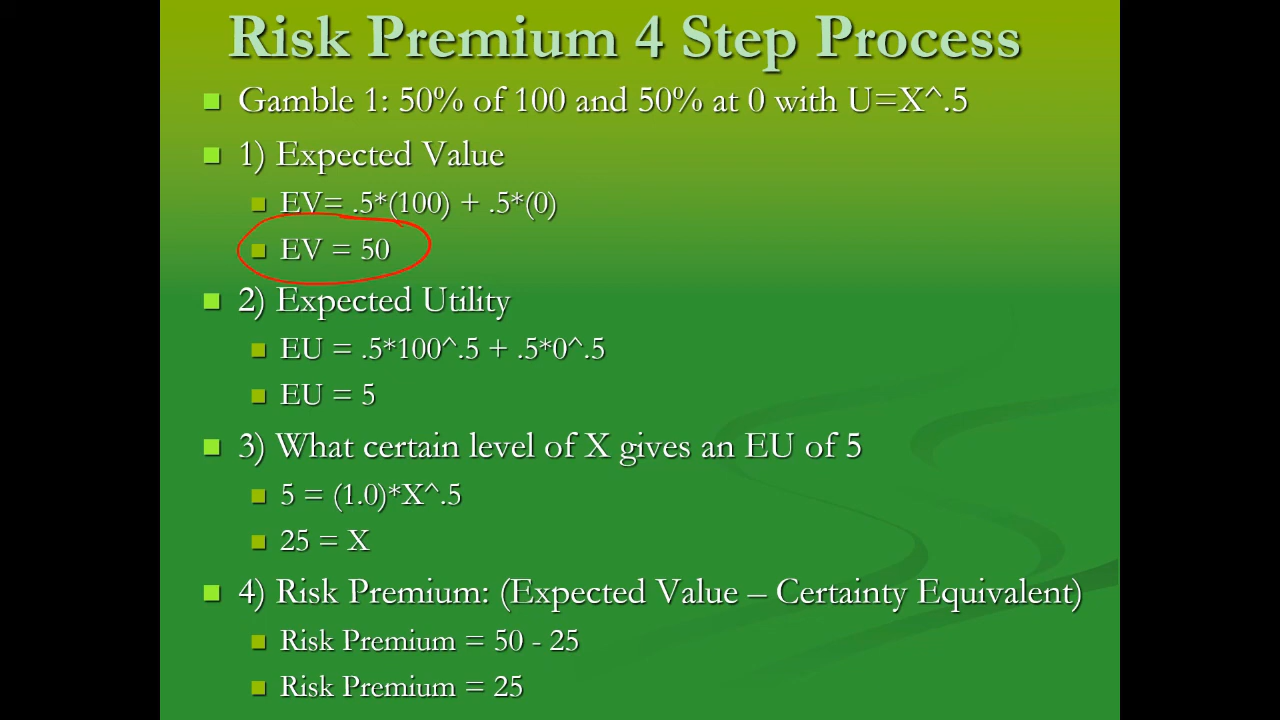 Risk Premium 4 Step Process
Gamble 1: 50% of 100 and 50% at 0 with U=X^.5
1) Expected Value
EV= .5*(100) + .5*(0)
EV = 50
2) Expected Utility
EU = .5*100^.5 + .5*0^.5
EU = 5
3) What certain level of X gives an EU of 5
5 = (1.0)*X^.5
25 = X
4) Risk Premium: (Expected Value – Certainty Equivalent)
Risk Premium = 50 - 25
Risk Premium = 25